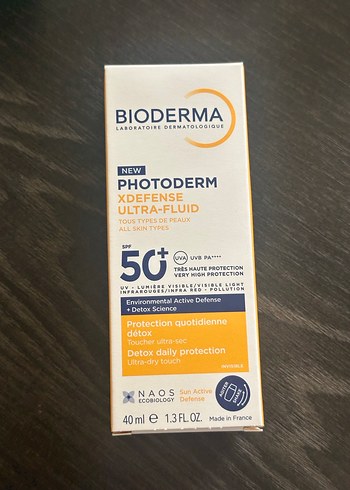 BIODERMA
LABORATOIRE DERMATOLOGIQUE
NEW
PHOTODERM
XDEFENSE
ULTRA-FLUID
TOUS TYPES DE PEAUX
ALL SKIN TYPES
SPF
50+
UVA UVB PA++++
TRÈS HAUTE PROTECTION
VERY HIGH PROTECTION
UV - LUMIÈRE VISIBLE/VISIBLE LIGHT
INFRAROUGES/INFRA RED - POLLUTION
Environmental Active Defense
+ Detox Science
Protection quotidienne
détox
Toucher ultra-sec
Detox daily protection
Ultra-dry touch
INVISIBLE
NAOS
ECOBIOLOGY
Sun Active
Defense
40 ml e 1.3 FL. OZ.
Made in France